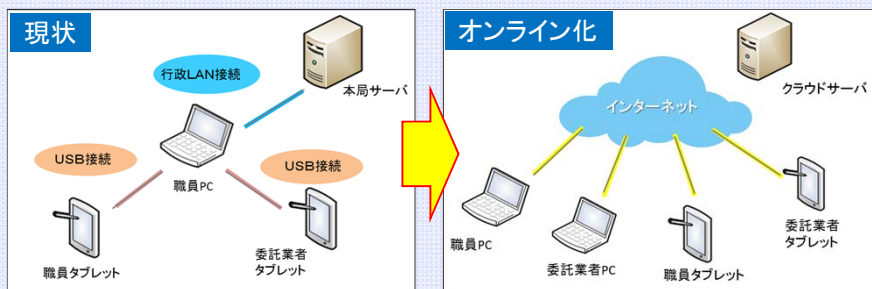 現状
行政LAN接続
本局サーバ
USB接続
USB接続
職員PC
職員タブレット
委託業者
タブレット
オンライン化
クラウドサーバ
インターネット
職員PC
委託業者PC
職員タブレット
委託業者
タブレット